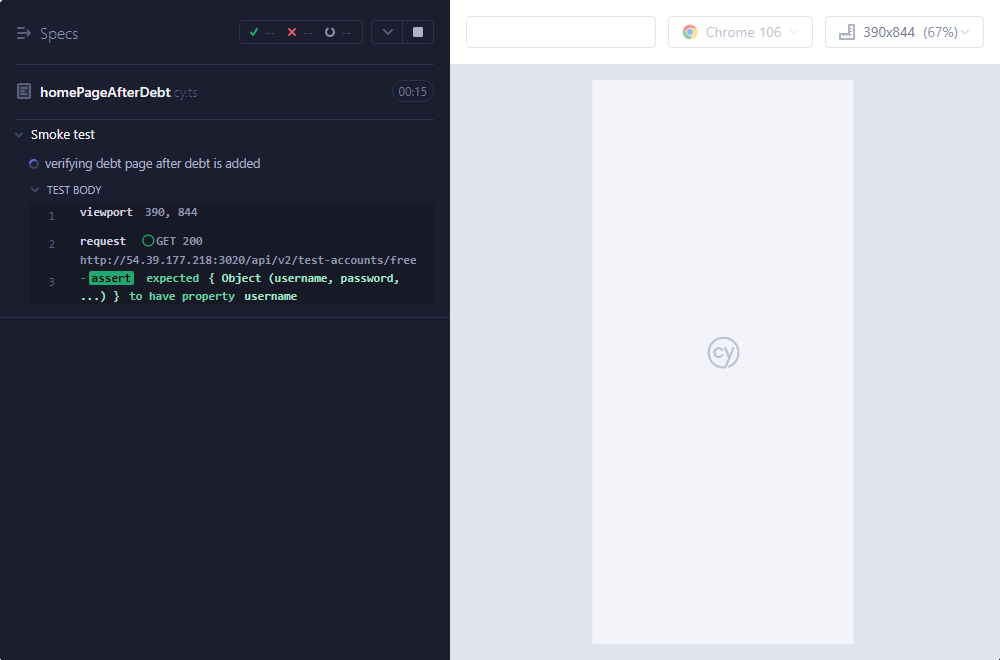 Specs
-- -- --
homePageAfterDebt.cy.ts 00:15
Smoke test
verifying debt page after debt is added
TEST BODY
1 viewport 390, 844
2 request GET 200
http://54.39.177.218:3020/api/v2/test-accounts/free
3 -assert expected { Object (username, password,
...) } to have property username
Chrome 106
390x844 (67%)
cy